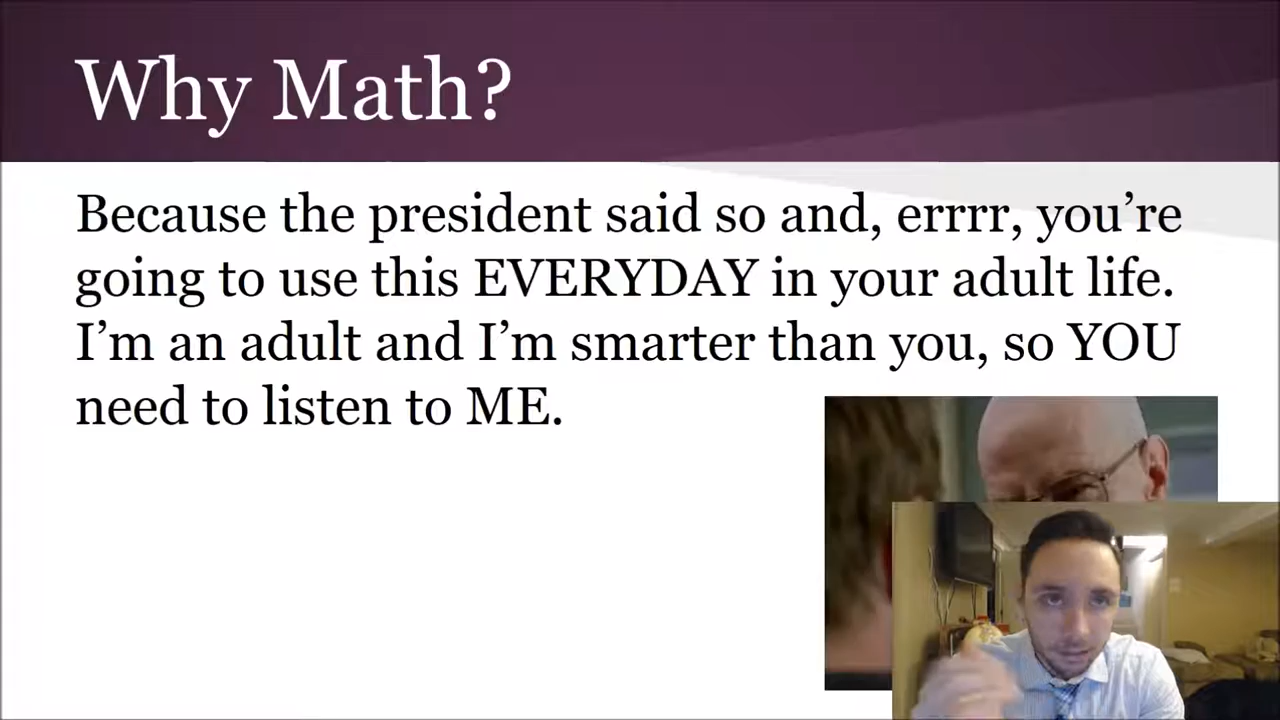 Why Math?
Because the president said so and, errrr, you’re
going to use this EVERYDAY in your adult life.
I’m an adult and I’m smarter than you, so YOU
need to listen to ME.